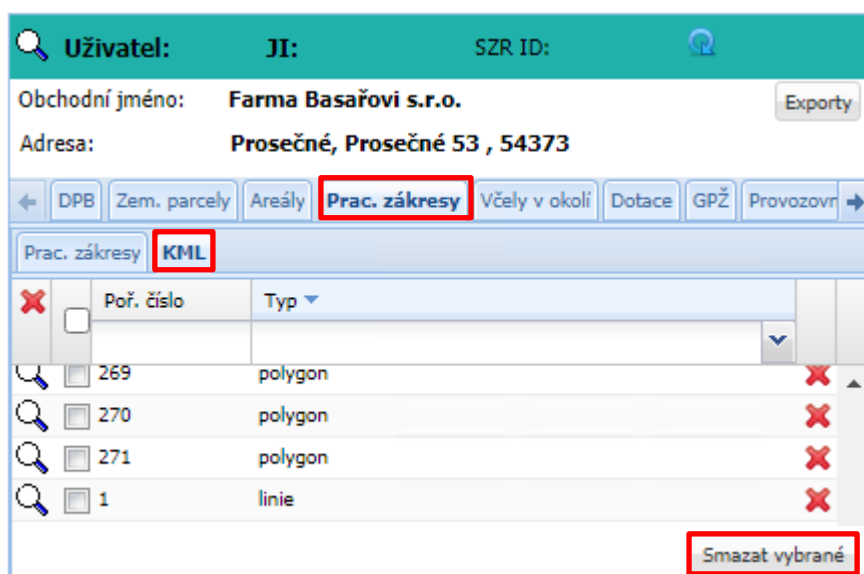 Uživatel: JI: SZR ID:
Obchodní jméno: Farma Basařovi s.r.o. Exporty
Adresa: Prosečné, Prosečné 53 , 54373
DPB Zem. parcely Areály Prac. zákresy Včely v okolí Dotace GPŽ Provozovr
Prac. zákresy KML
Poř. číslo Typ
269 polygon
270 polygon
271 polygon
1 linie
Smazat vybrané